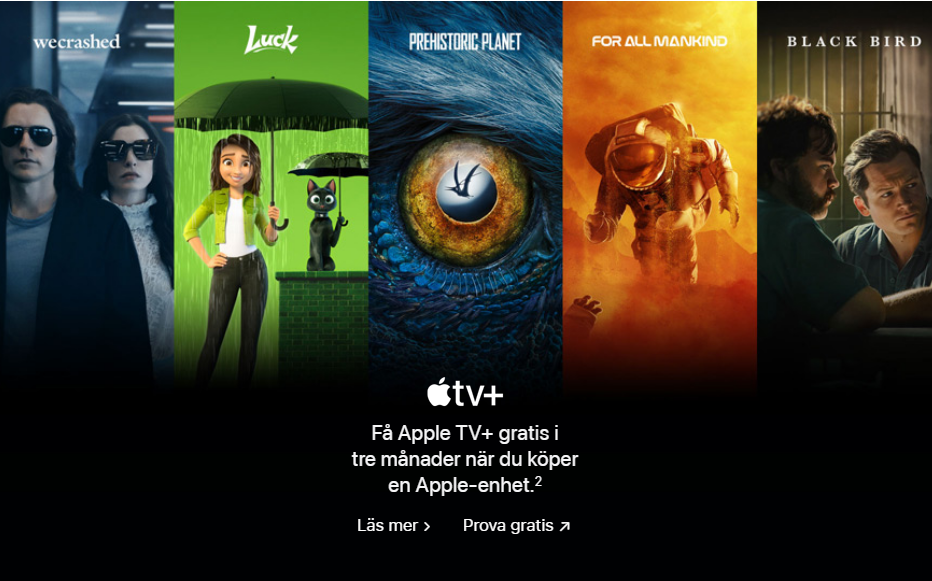 wecrashed
Luck
PREHISTORIC PLANET
FOR ALL MANKIND
BLACK BIRD
tv+
Få Apple TV+ gratis i
tre månader när du köper
en Apple-enhet.²
Läs mer ›
Prova gratis ↗